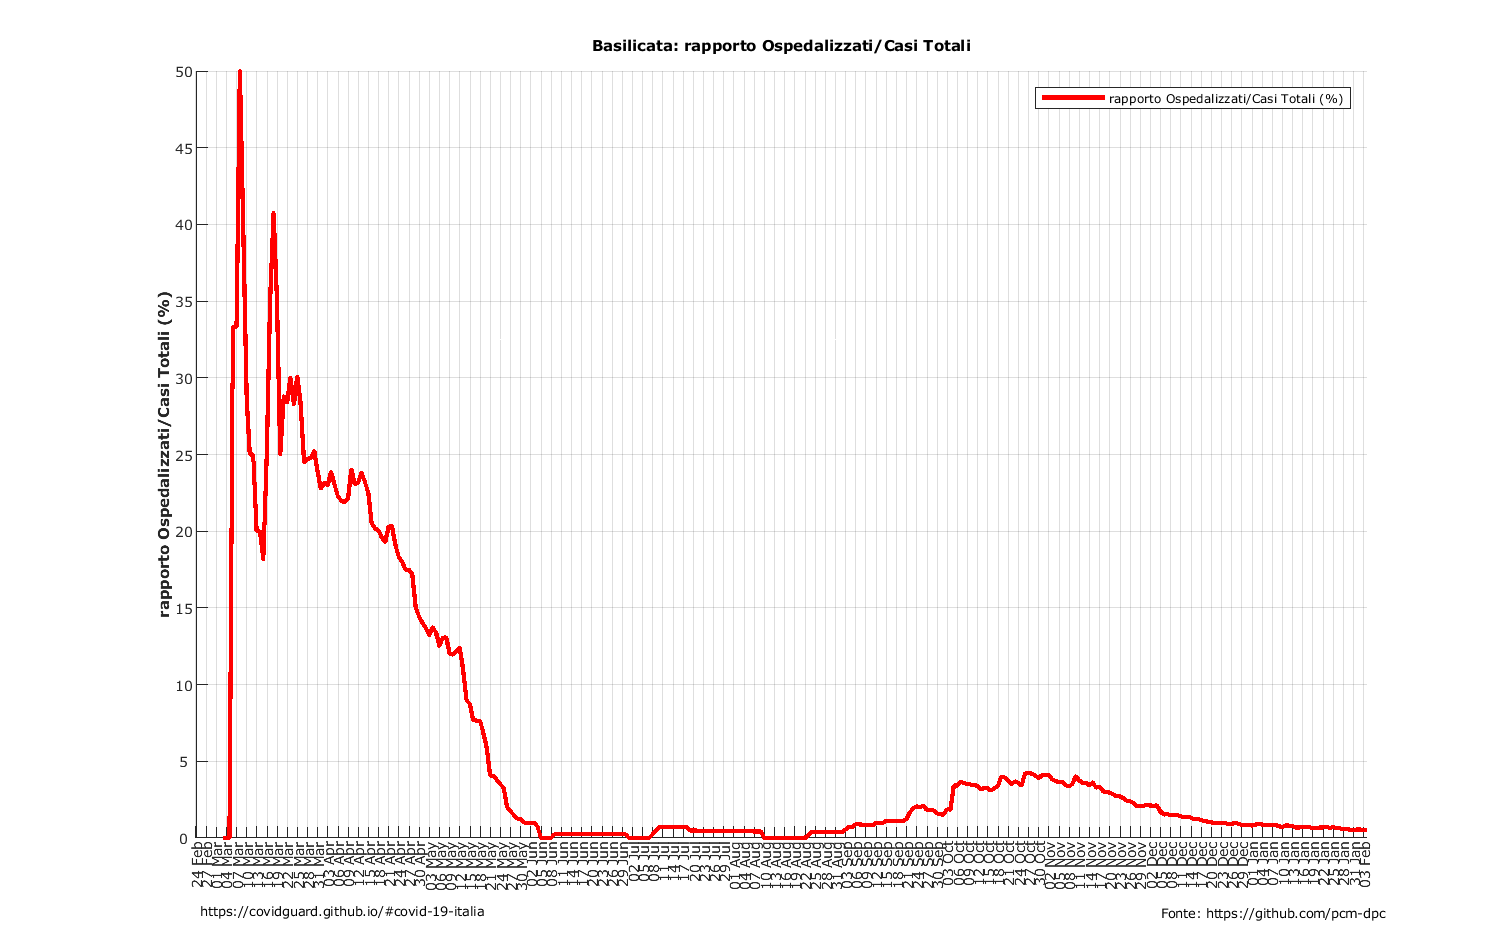 Basilicata: rapporto Ospedalizzati/Casi Totali
rapporto Ospedalizzati/Casi Totali (%)
rapporto Ospedalizzati/Casi Totali (%)
50
45
40
35
30
25
20
15
10
5
0
24 Feb
27 Feb
01 Mar
04 Mar
07 Mar
10 Mar
13 Mar
16 Mar
19 Mar
22 Mar
25 Mar
28 Mar
31 Mar
03 Apr
06 Apr
09 Apr
12 Apr
15 Apr
18 Apr
21 Apr
24 Apr
27 Apr
30 Apr
03 May
06 May
09 May
12 May
15 May
18 May
21 May
24 May
27 May
30 May
02 Jun
05 Jun
08 Jun
11 Jun
14 Jun
17 Jun
20 Jun
23 Jun
26 Jun
29 Jun
02 Jul
05 Jul
08 Jul
11 Jul
14 Jul
17 Jul
20 Jul
23 Jul
26 Jul
29 Jul
01 Aug
04 Aug
07 Aug
10 Aug
13 Aug
16 Aug
19 Aug
22 Aug
25 Aug
28 Aug
31 Aug
03 Sep
06 Sep
09 Sep
12 Sep
15 Sep
18 Sep
21 Sep
24 Sep
27 Sep
30 Sep
03 Oct
06 Oct
09 Oct
12 Oct
15 Oct
18 Oct
21 Oct
24 Oct
27 Oct
30 Oct
02 Nov
05 Nov
08 Nov
11 Nov
14 Nov
17 Nov
20 Nov
23 Nov
26 Nov
29 Nov
02 Dec
05 Dec
08 Dec
11 Dec
14 Dec
17 Dec
20 Dec
23 Dec
26 Dec
29 Dec
01 Jan
04 Jan
07 Jan
10 Jan
13 Jan
16 Jan
19 Jan
22 Jan
25 Jan
28 Jan
31 Jan
03 Feb
https://covidguard.github.io/#covid-19-italia
Fonte: https://github.com/pcm-dpc